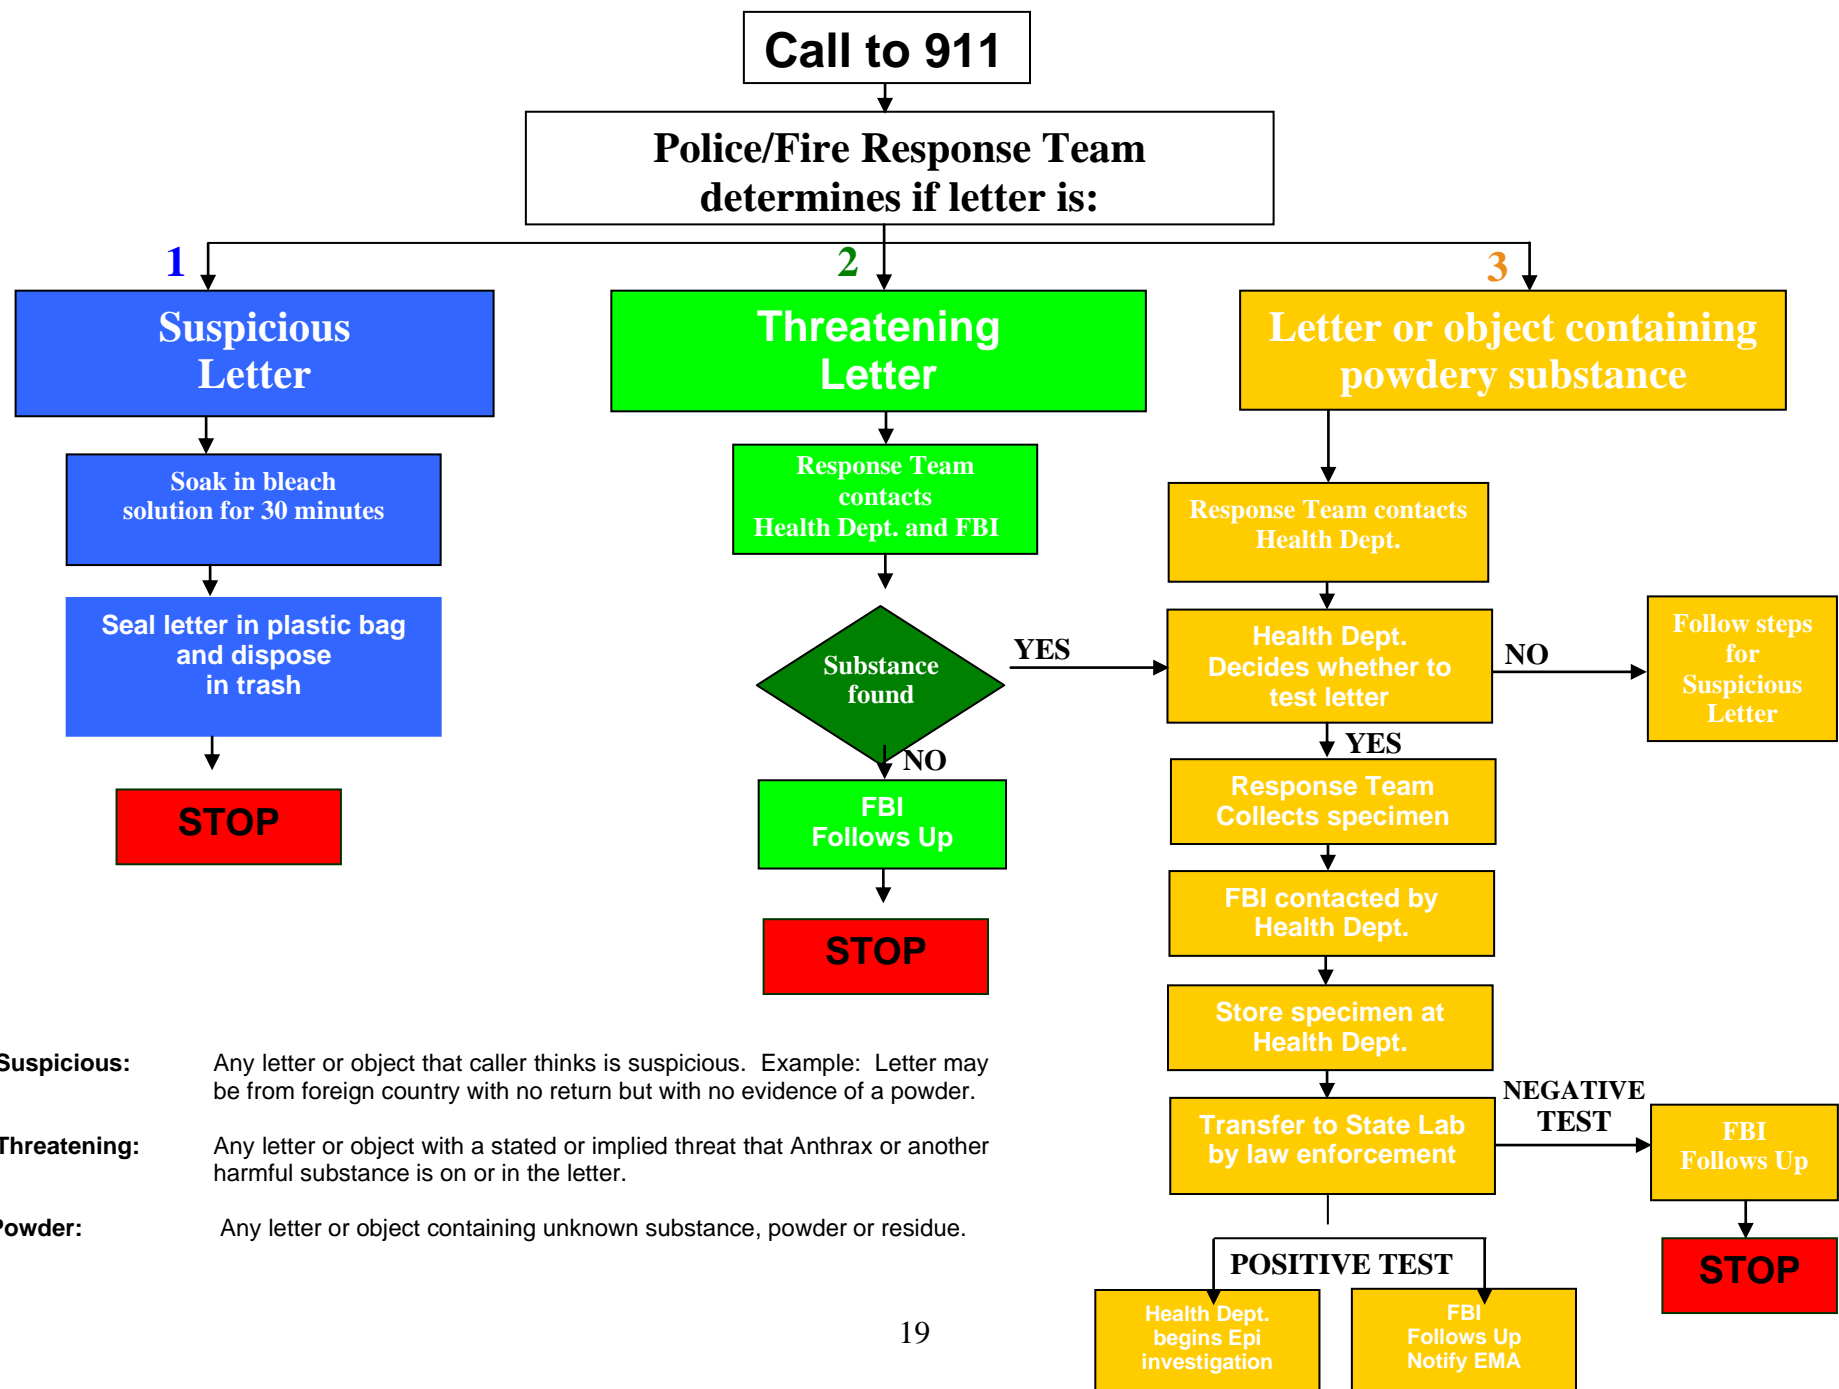 Call to 911
Police/Fire Response Team
determines if letter is:
1
2
3
Suspicious
Letter
Soak in bleach
solution for 30 minutes
Seal letter in plastic bag
and dispose
in trash
STOP
Threatening
Letter
Response Team
contacts
Health Dept. and FBI
Substance
found
YES
NO
FBI
Follows Up
STOP
Letter or object containing
powdery substance
Response Team contacts
Health Dept.
Health Dept.
Decides whether to
test letter
NO
Follow steps
for
Suspicious
Letter
YES
Response Team
Collects specimen
FBI contacted by
Health Dept.
Store specimen at
Health Dept.
Transfer to State Lab
by law enforcement
NEGATIVE
TEST
FBI
Follows Up
STOP
POSITIVE TEST
Health Dept.
begins Epi
investigation
FBI
Follows Up
Notify EMA
Suspicious: Any letter or object that caller thinks is suspicious. Example: Letter may
be from foreign country with no return but with no evidence of a powder.
Threatening: Any letter or object with a stated or implied threat that Anthrax or another
harmful substance is on or in the letter.
Powder: Any letter or object containing unknown substance, powder or residue.
19